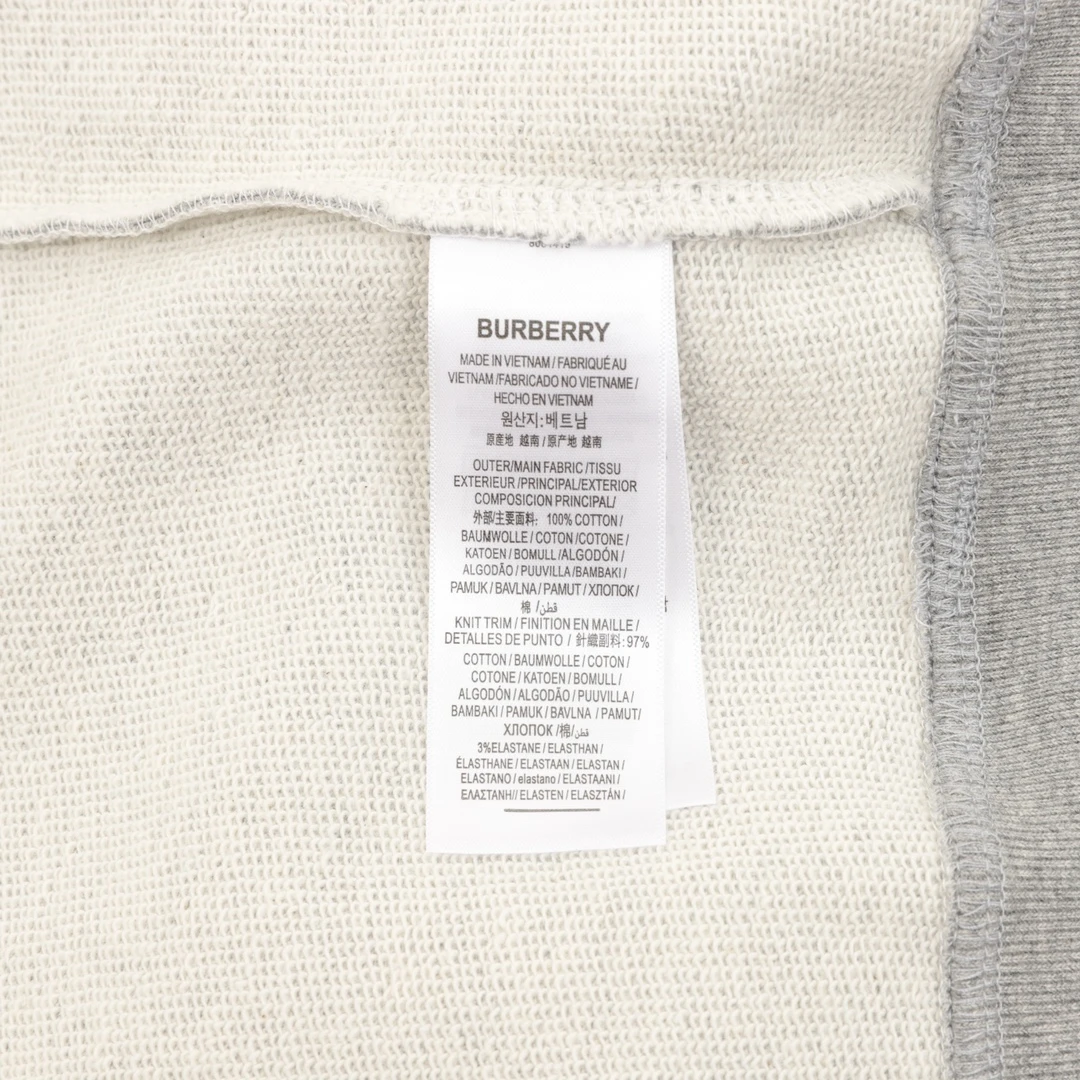 BURBERRY
MADE IN VIETNAM / FABRIQUÉ AU
VIETNAM /FABRICADO NO VIETNAME /
HECHO EN VIETNAM
원산지:베트남
原産地 越南 / 原产地 越南
OUTER/MAIN FABRIC /TISSU
EXTERIEUR /PRINCIPAL/EXTERIOR
COMPOSICION PRINCIPAL/
外部/主要面料: 100% COTTON /
BAUMWOLLE / COTON /COTONE /
KATOEN / BOMULL /ALGODÓN /
ALGODÃO / PUUVILLA /BAMBAKI /
PAMUK / BAVLNA / PAMUT / ХЛОПОК /
棉 /قطن
KNIT TRIM / FINITION EN MAILLE /
DETALLES DE PUNTO / 針織副料: 97%
COTTON / BAUMWOLLE / COTON /
COTONE / KATOEN / BOMULL /
ALGODÓN / ALGODÃO / PUUVILLA /
BAMBAKI / PAMUK / BAVLNA / PAMUT/
ХЛОПОК /棉/قطن
3%ELASTANE / ELASTHAN /
ÉLASTHANE / ELASTAAN / ELASTAN /
ELASTANO / elastano / ELASTAANI /
ΕΛΑΣΤΑΝΗ// ELASTEN / ELASZTÁN /